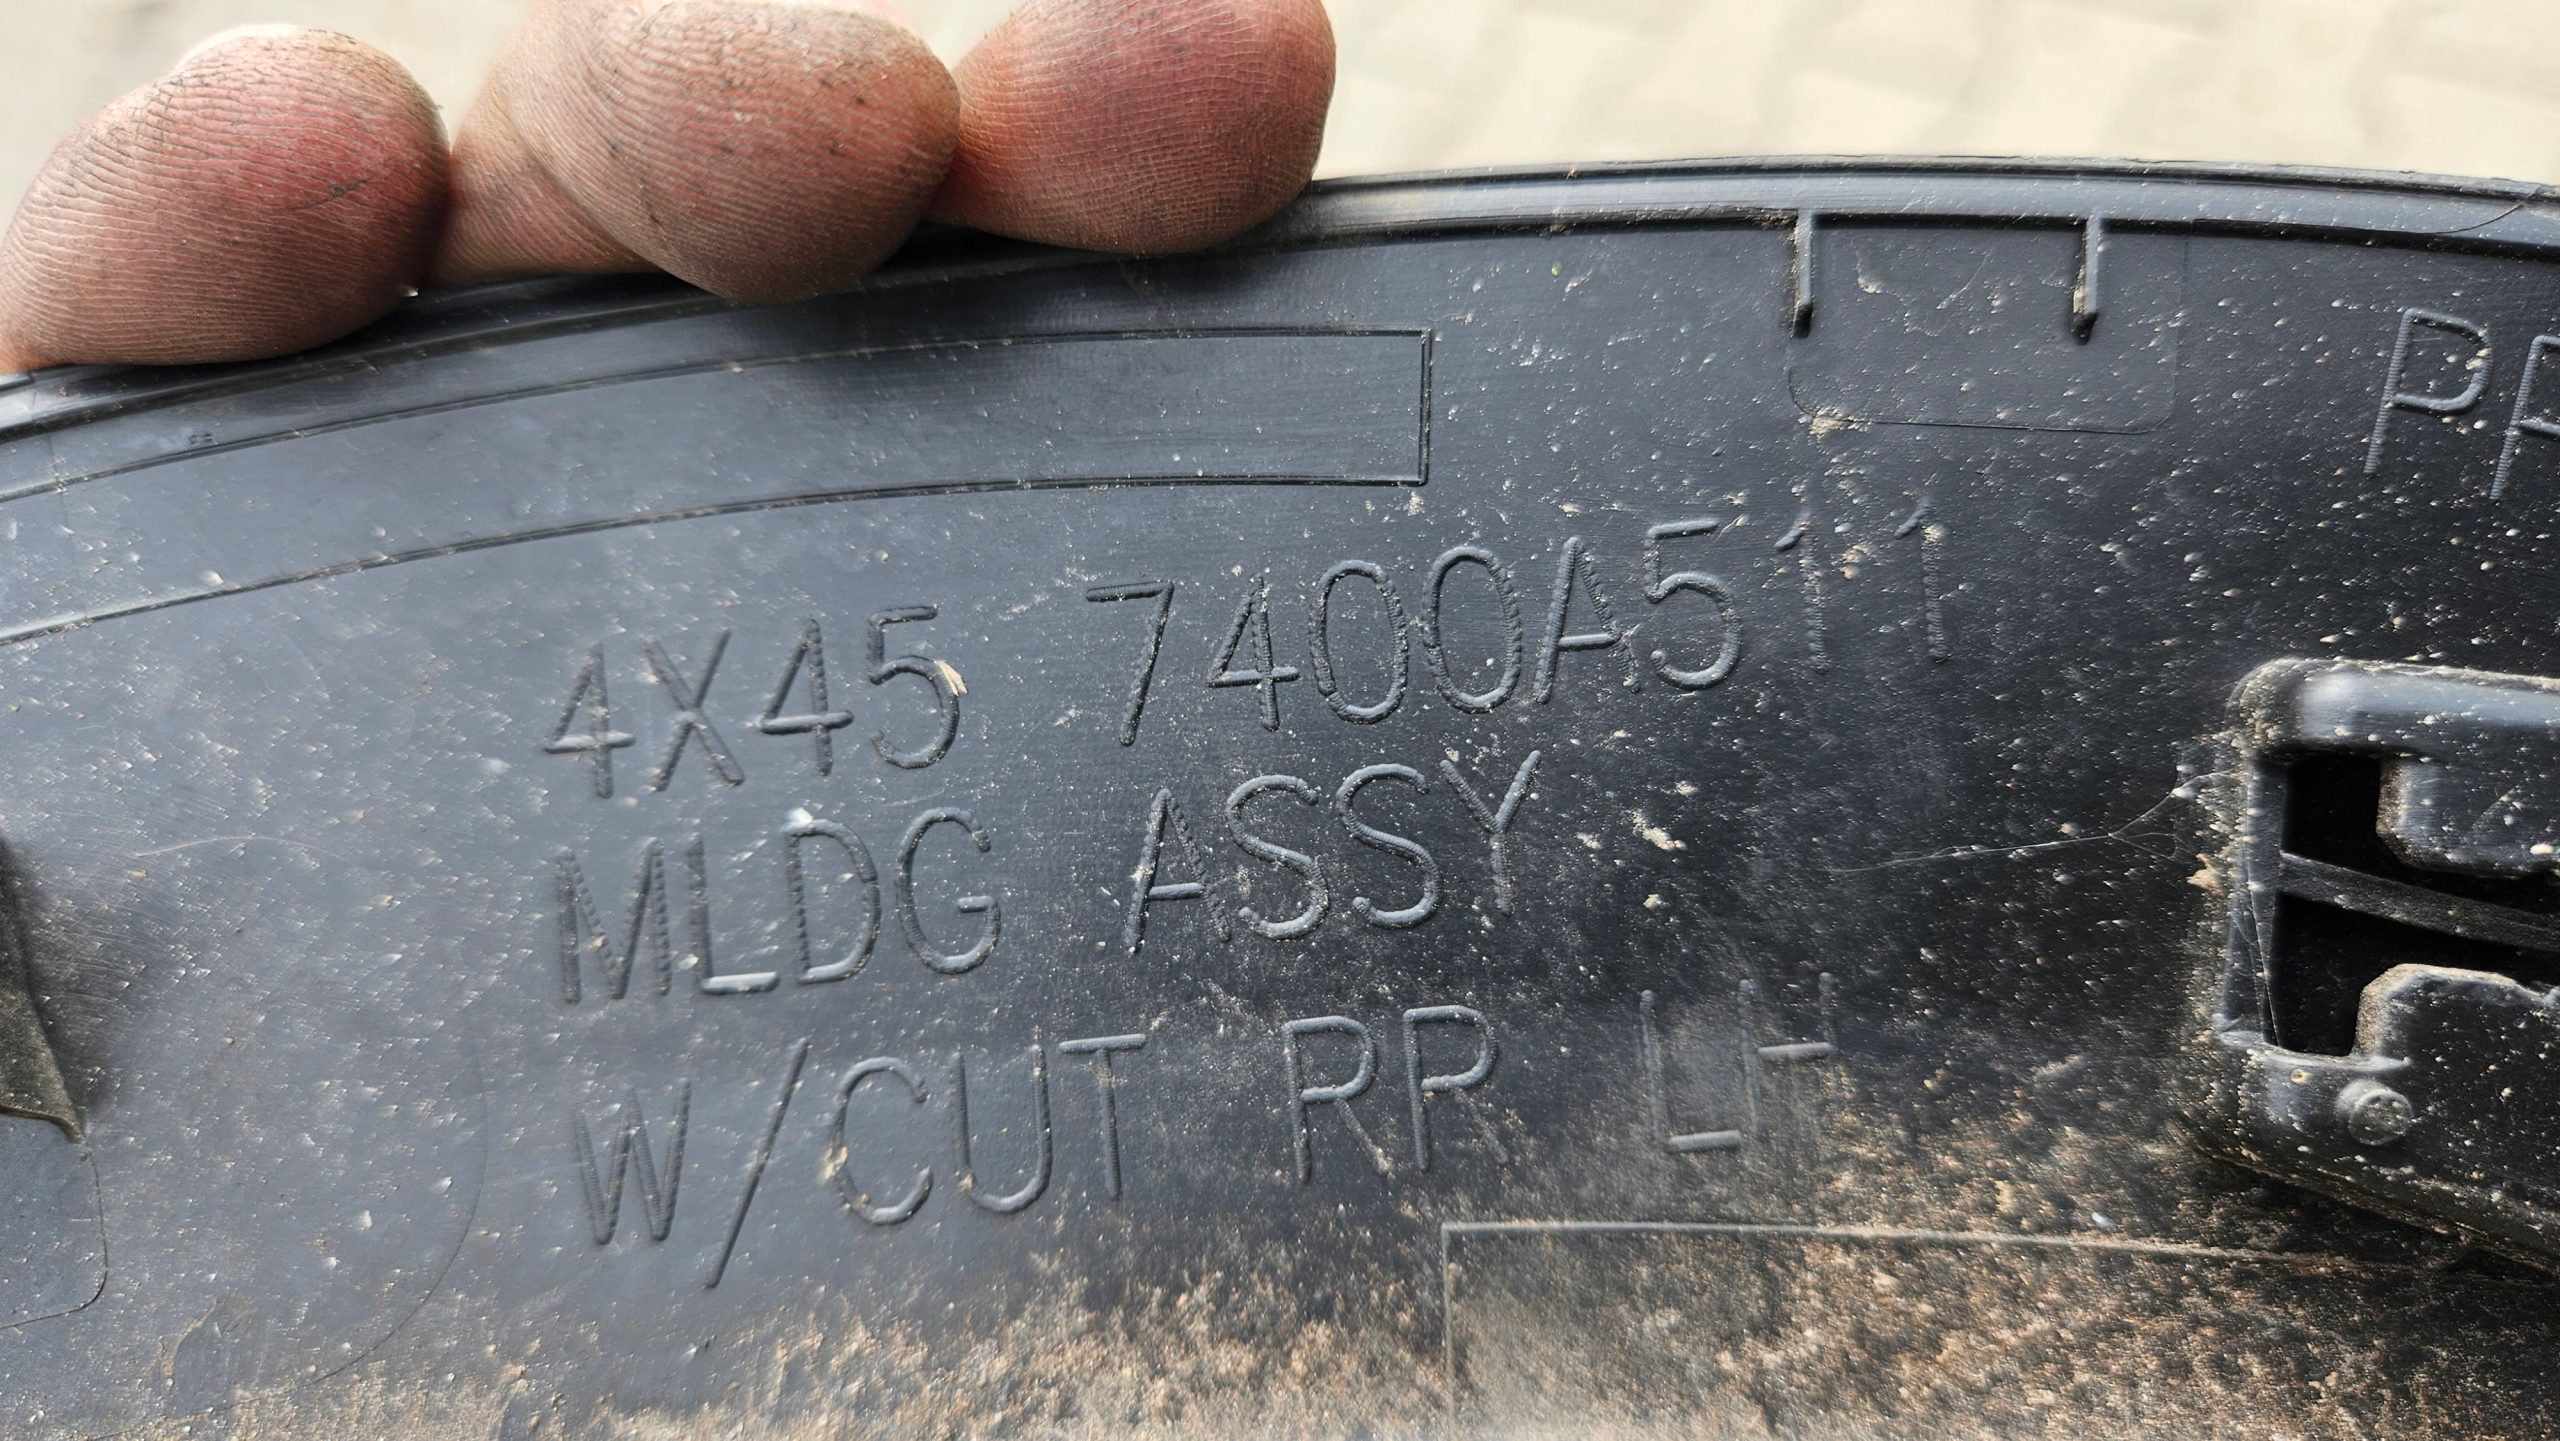 4X45 7400A511
MLDG ASSY
W/CUT RR LH